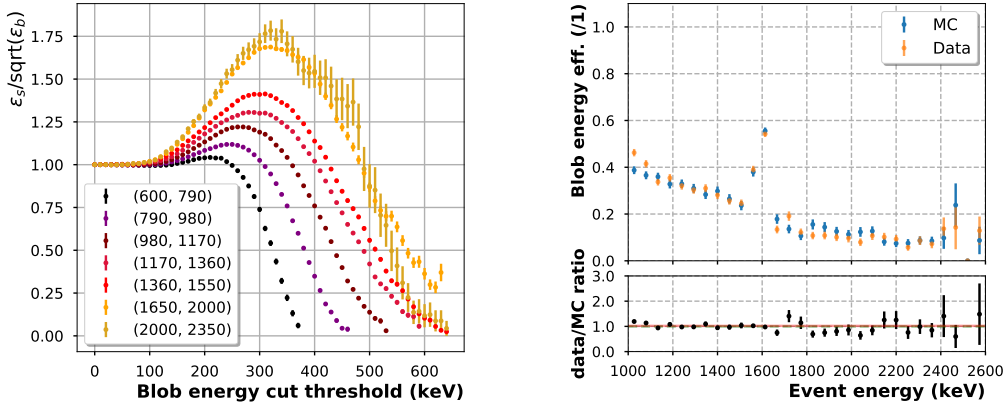 εs/sqrt(εb)
1.75
1.50
1.25
1.00
0.75
0.50
0.25
0.00
(600, 790)
(790, 980)
(980, 1170)
(1170, 1360)
(1360, 1550)
(1650, 2000)
(2000, 2350)
0 100 200 300 400 500 600
Blob energy cut threshold (keV)
Blob energy eff. (/1)
1.0
0.8
0.6
0.4
0.2
0.0
MC
Data
data/MC ratio
3.0
2.0
1.0
0.0
1000 1200 1400 1600 1800 2000 2200 2400 2600
Event energy (keV)